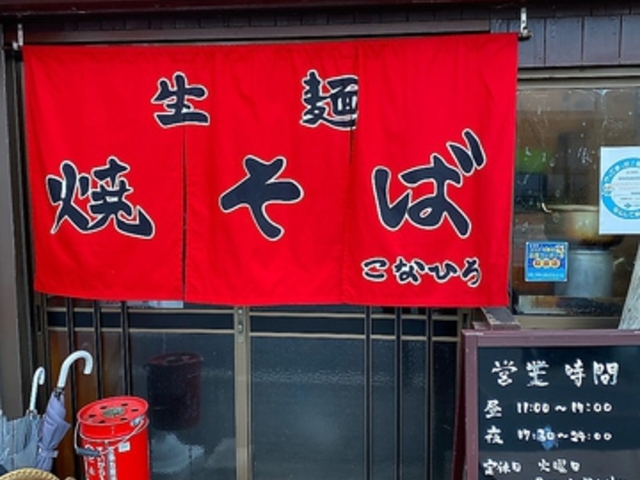 生麺
焼そば
こなひろ
営業時間
昼 11:00〜14:00
夜 17:30〜24:00
定休日 火曜日